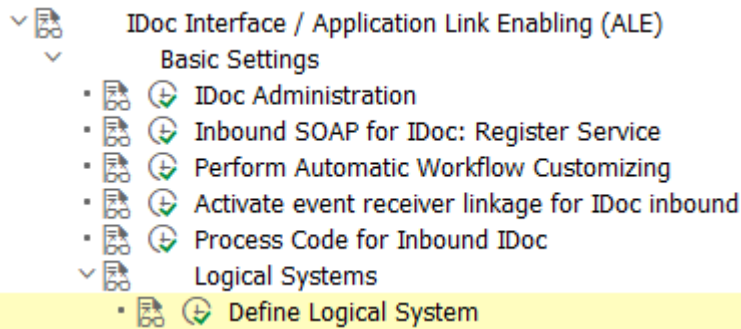 IDoc Interface / Application Link Enabling (ALE)
Basic Settings
IDoc Administration
Inbound SOAP for IDoc: Register Service
Perform Automatic Workflow Customizing
Activate event receiver linkage for IDoc inbound
Process Code for Inbound IDoc
Logical Systems
Define Logical System